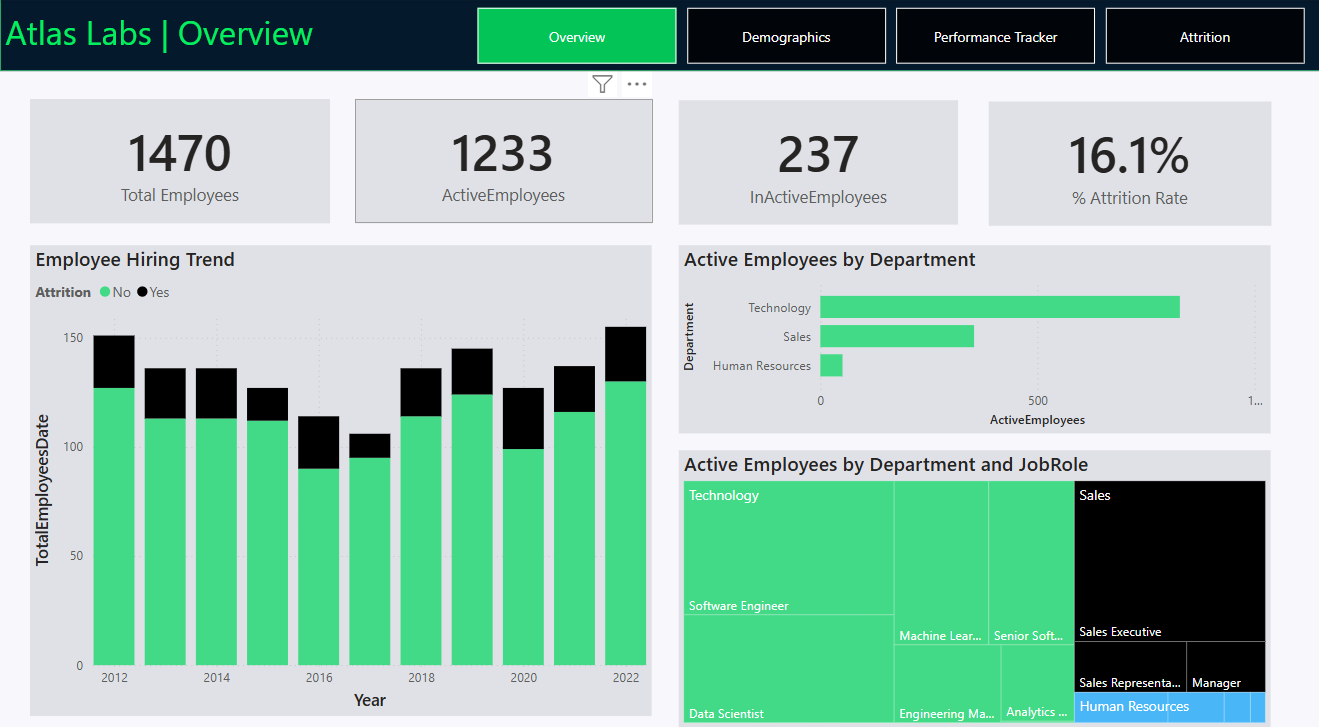 Atlas Labs | Overview
Overview
Demographics
Performance Tracker
Attrition
1470
Total Employees
1233
ActiveEmployees
237
InActiveEmployees
16.1%
% Attrition Rate
Employee Hiring Trend
Attrition No Yes
150
100
50
0
TotalEmployeesDate
2012 2014 2016 2018 2020 2022
Year
Active Employees by Department
Department
Technology
Sales
Human Resources
0 500 1...
ActiveEmployees
Active Employees by Department and JobRole
Technology
Software Engineer
Data Scientist
Machine Lear...
Senior Soft...
Engineering Ma...
Analytics ...
Sales
Sales Executive
Sales Representa...
Manager
Human Resources